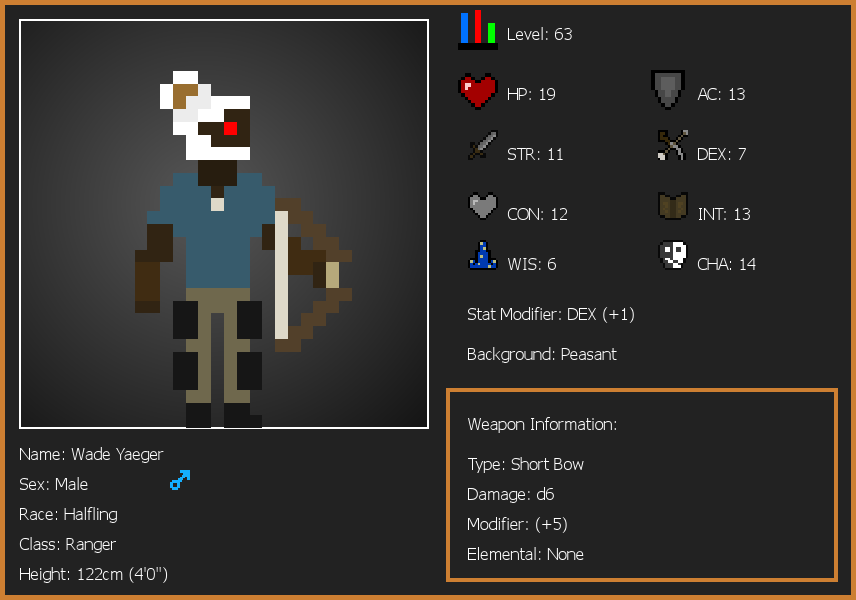 Level: 63
HP: 19
AC: 13
STR: 11
DEX: 7
CON: 12
INT: 13
WIS: 6
CHA: 14
Stat Modifier: DEX (+1)
Background: Peasant
Weapon Information:
Type: Short Bow
Damage: d6
Modifier: (+5)
Elemental: None
Name: Wade Yaeger
Sex: Male
Race: Halfling
Class: Ranger
Height: 122cm (4'0")